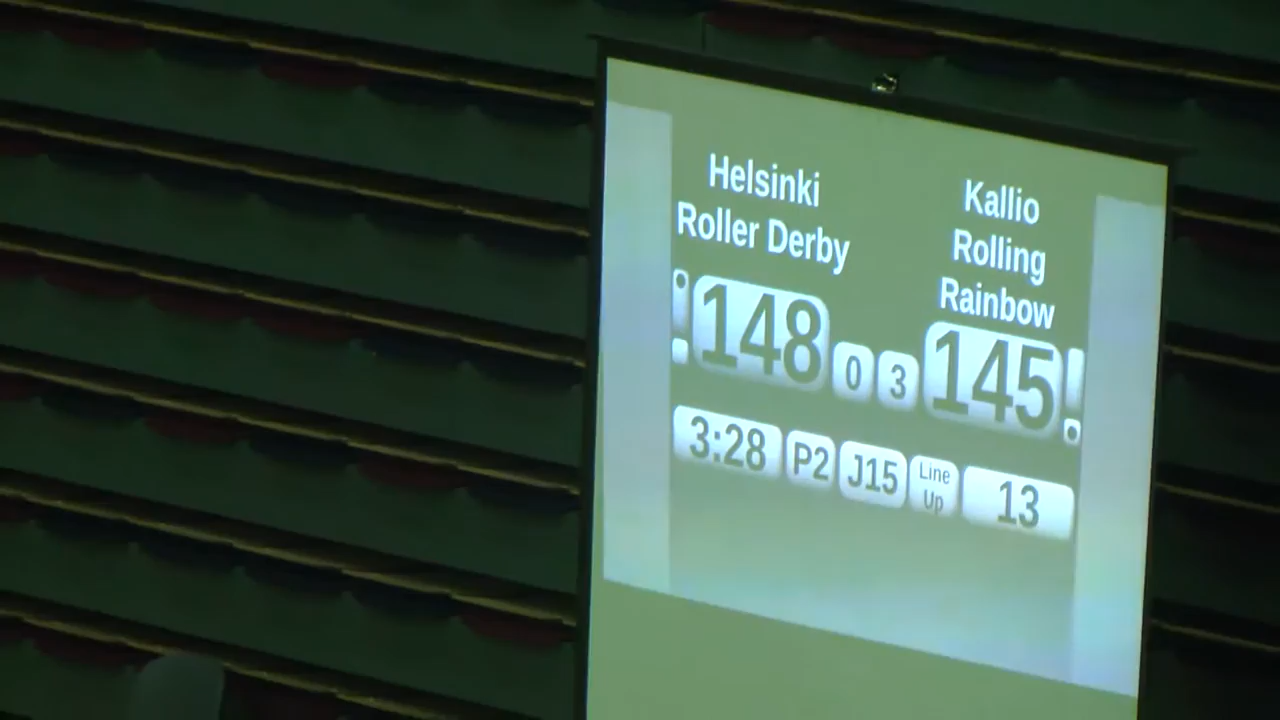 Helsinki
Roller Derby
Kallio
Rolling
Rainbow
148 0 3 145
3:28 P2 J15 Line Up 13